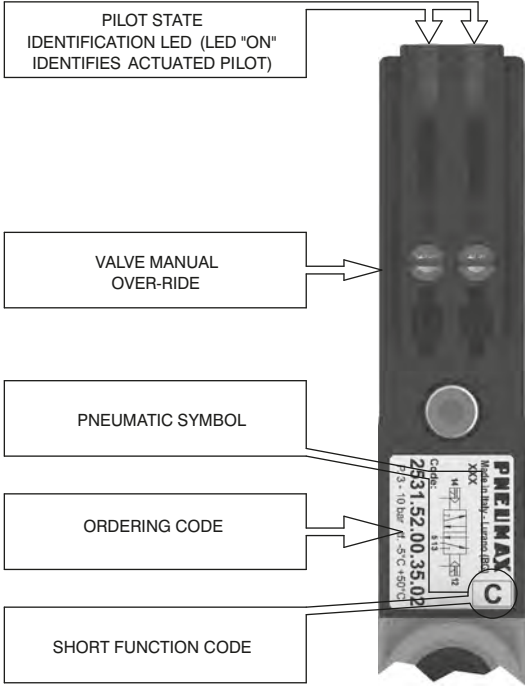 PILOT STATE
IDENTIFICATION LED (LED "ON"
IDENTIFIES ACTUATED PILOT)
VALVE MANUAL
OVER-RIDE
PNEUMATIC SYMBOL
ORDERING CODE
SHORT FUNCTION CODE
PNEUMAX
Made in Italy - Lurano (BG)
XXX
14
12
513
Code:
2531.52.00.35.02
P 3 - 10 bar -5°C +50°C
C